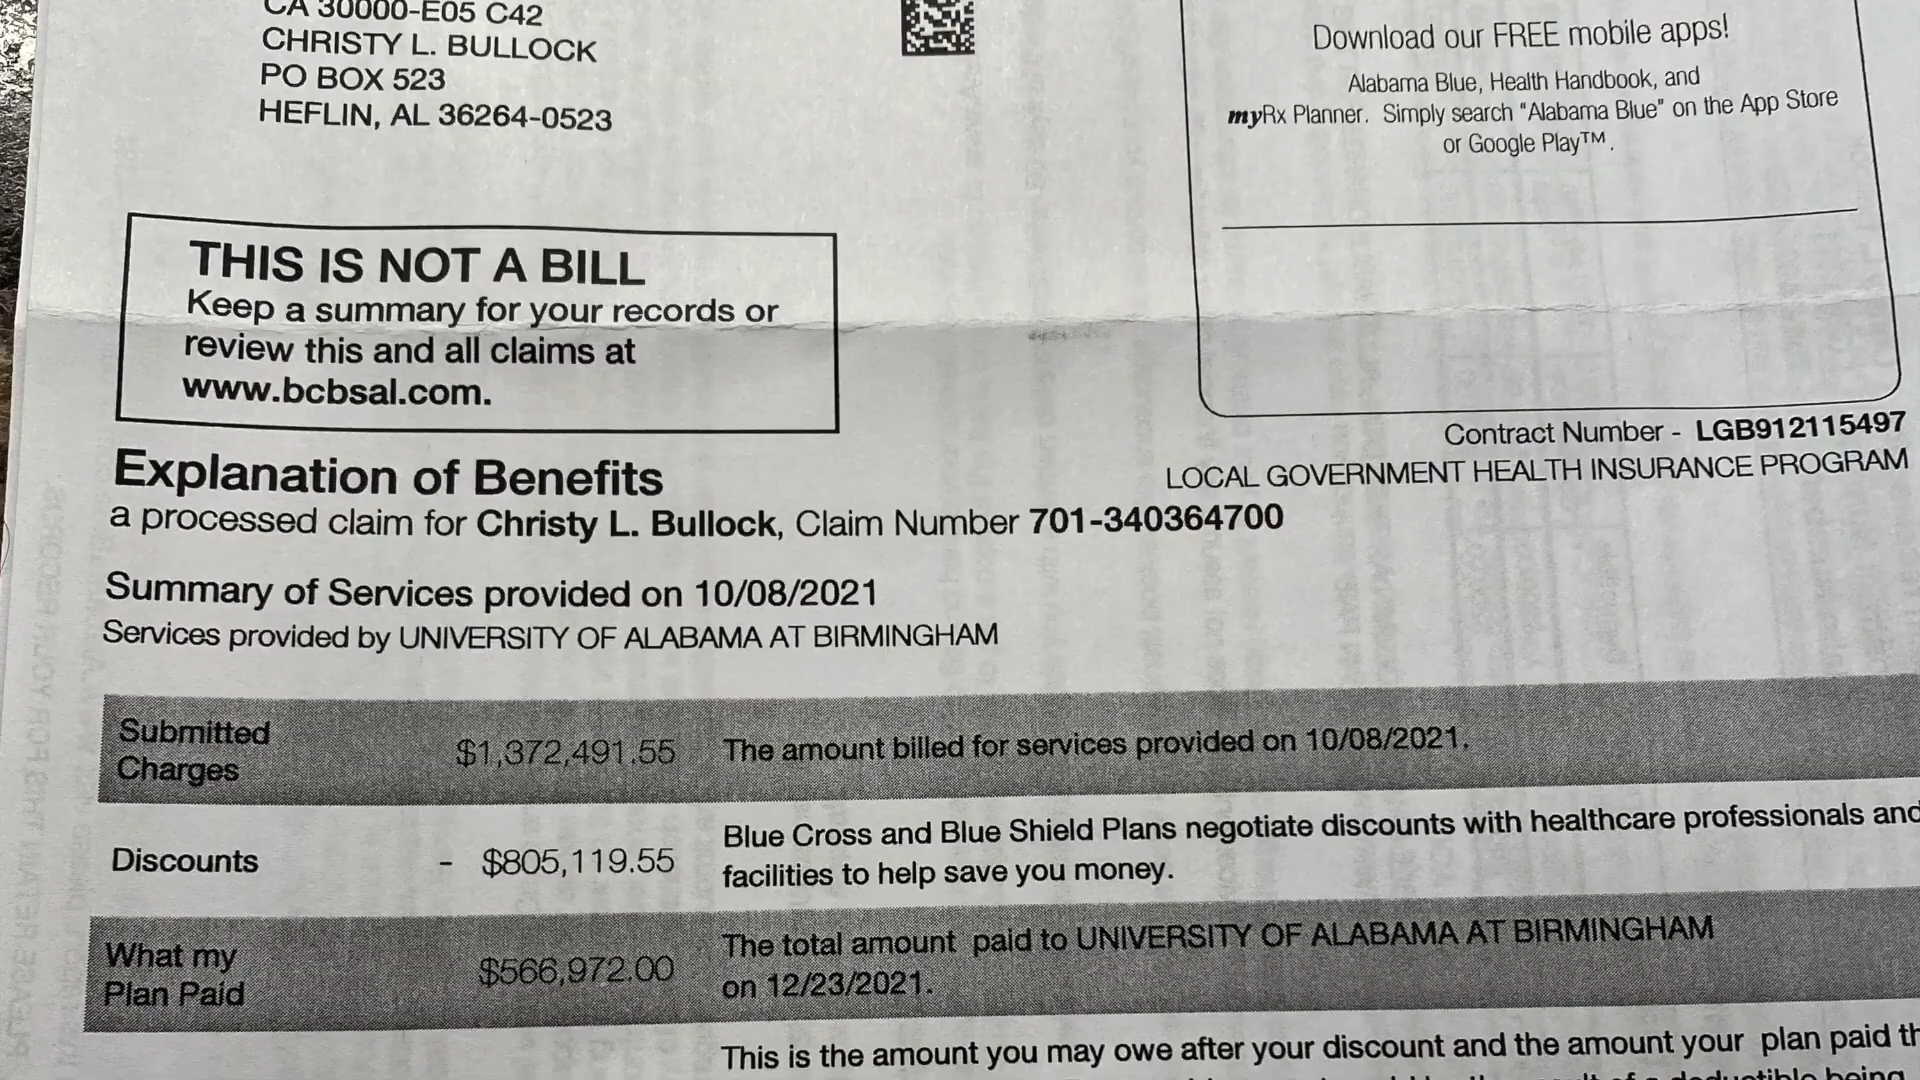 CA 30000-E05 C42
CHRISTY L. BULLOCK
PO BOX 523
HEFLIN, AL 36264-0523
Download our FREE mobile apps!
Alabama Blue, Health Handbook, and
myRx Planner. Simply search "Alabama Blue" on the App Store
or Google Play™.
THIS IS NOT A BILL
Keep a summary for your records or
review this and all claims at
www.bcbsal.com.
Contract Number - LGB912115497
LOCAL GOVERNMENT HEALTH INSURANCE PROGRAM
Explanation of Benefits
a processed claim for Christy L. Bullock, Claim Number 701-340364700
Summary of Services provided on 10/08/2021
Services provided by UNIVERSITY OF ALABAMA AT BIRMINGHAM
Submitted
Charges
$1,372,491.55
The amount billed for services provided on 10/08/2021.
Discounts
- $805,119.55
Blue Cross and Blue Shield Plans negotiate discounts with healthcare professionals and
facilities to help save you money.
What my
Plan Paid
$566,972.00
The total amount paid to UNIVERSITY OF ALABAMA AT BIRMINGHAM
on 12/23/2021.
This is the amount you may owe after your discount and the amount your plan paid th
of a deductible being